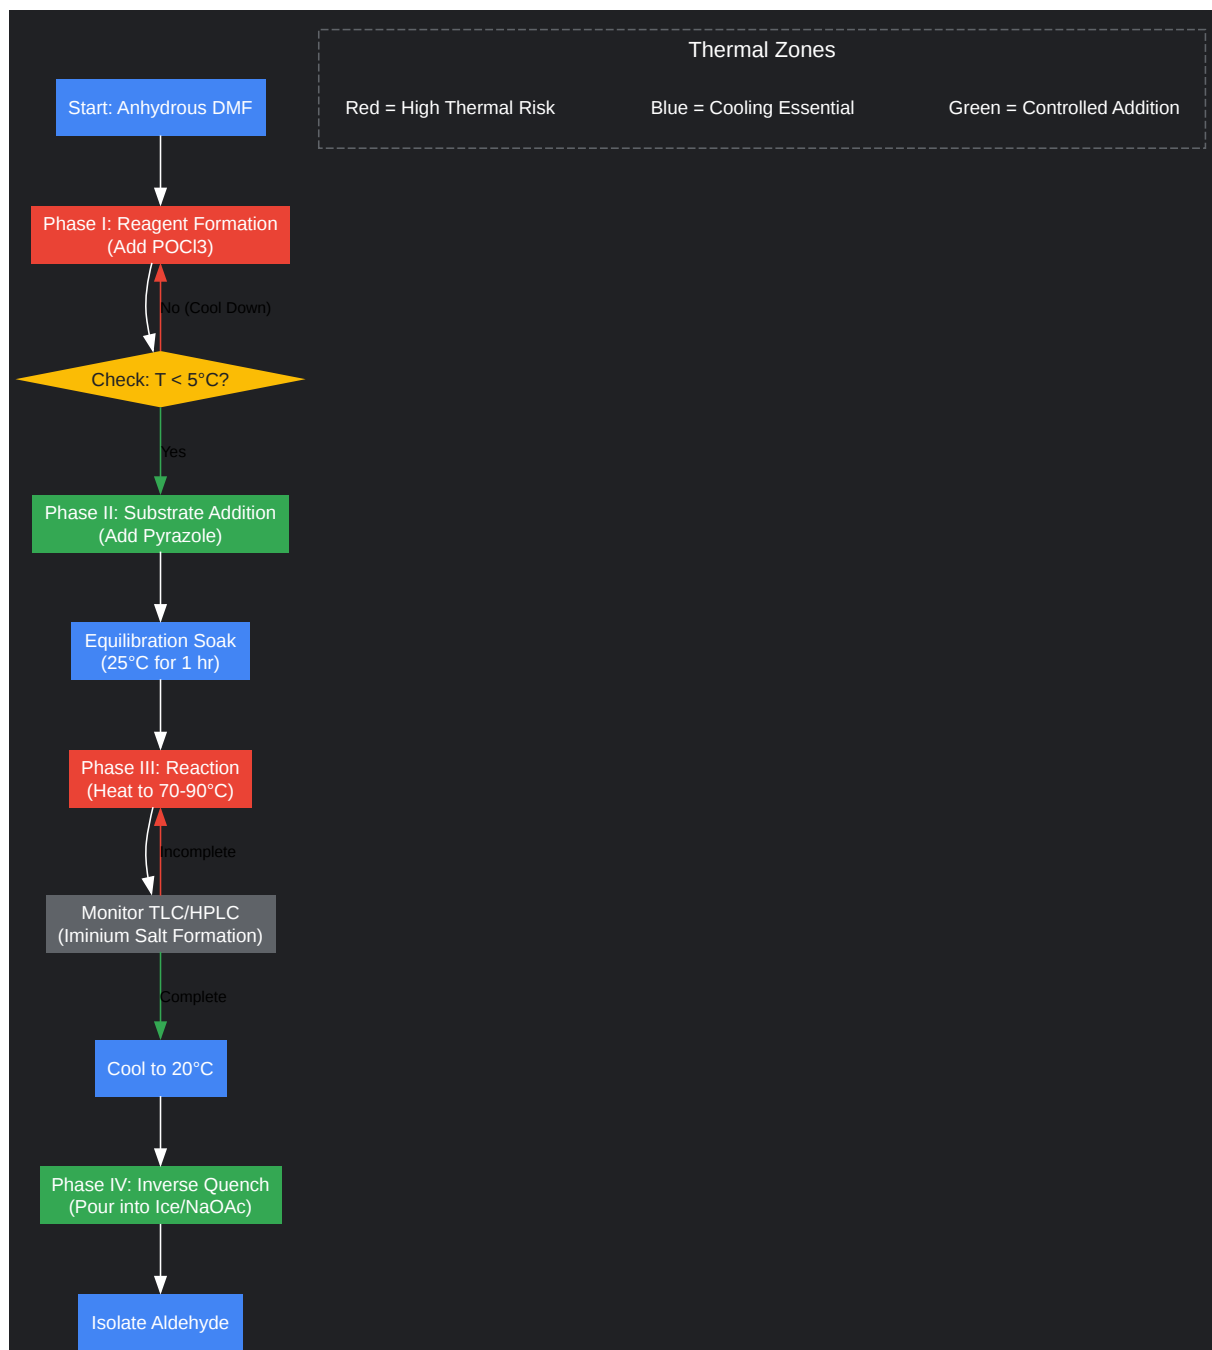 Thermal Zones
Red = High Thermal Risk
Blue = Cooling Essential
Green = Controlled Addition
Start: Anhydrous DMF
Phase I: Reagent Formation
(Add POCl3)
No (Cool Down)
Check: T < 5°C?
Yes
Phase II: Substrate Addition
(Add Pyrazole)
Equilibration Soak
(25°C for 1 hr)
Phase III: Reaction
(Heat to 70-90°C)
Incomplete
Monitor TLC/HPLC
(Iminium Salt Formation)
Complete
Cool to 20°C
Phase IV: Inverse Quench
(Pour into Ice/NaOAc)
Isolate Aldehyde